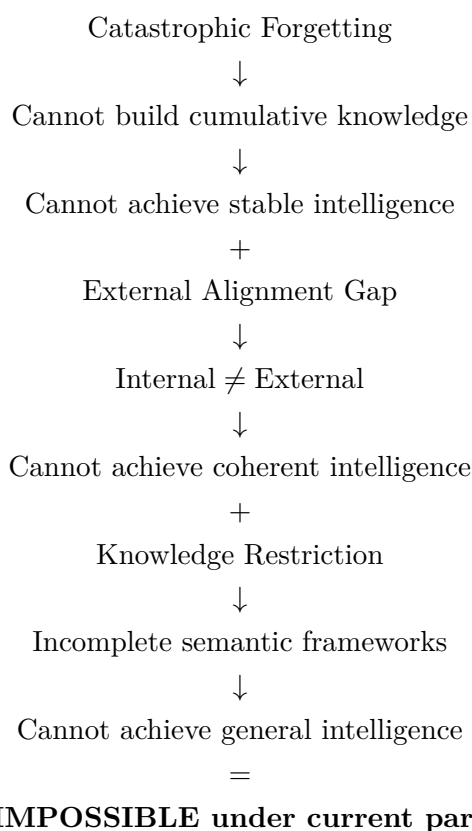 Catastrophic Forgetting
↓
Cannot build cumulative knowledge
↓
Cannot achieve stable intelligence
+
External Alignment Gap
↓
Internal ≠ External
↓
Cannot achieve coherent intelligence
+
Knowledge Restriction
↓
Incomplete semantic frameworks
↓
Cannot achieve general intelligence
=
IMPOSSIBLE under current par